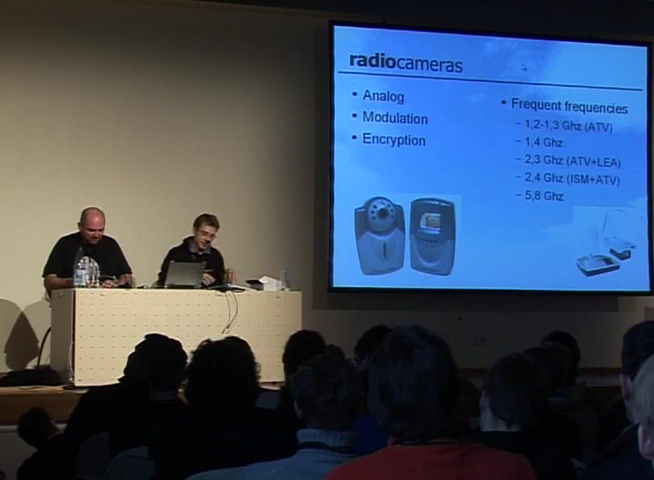 radiocameras
• Analog
• Modulation
• Encryption
• Frequent frequencies
– 1,2-1,3 Ghz (ATV)
– 1,4 Ghz
– 2,3 Ghz (ATV+LEA)
– 2,4 Ghz (ISM+ATV)
– 5,8 Ghz